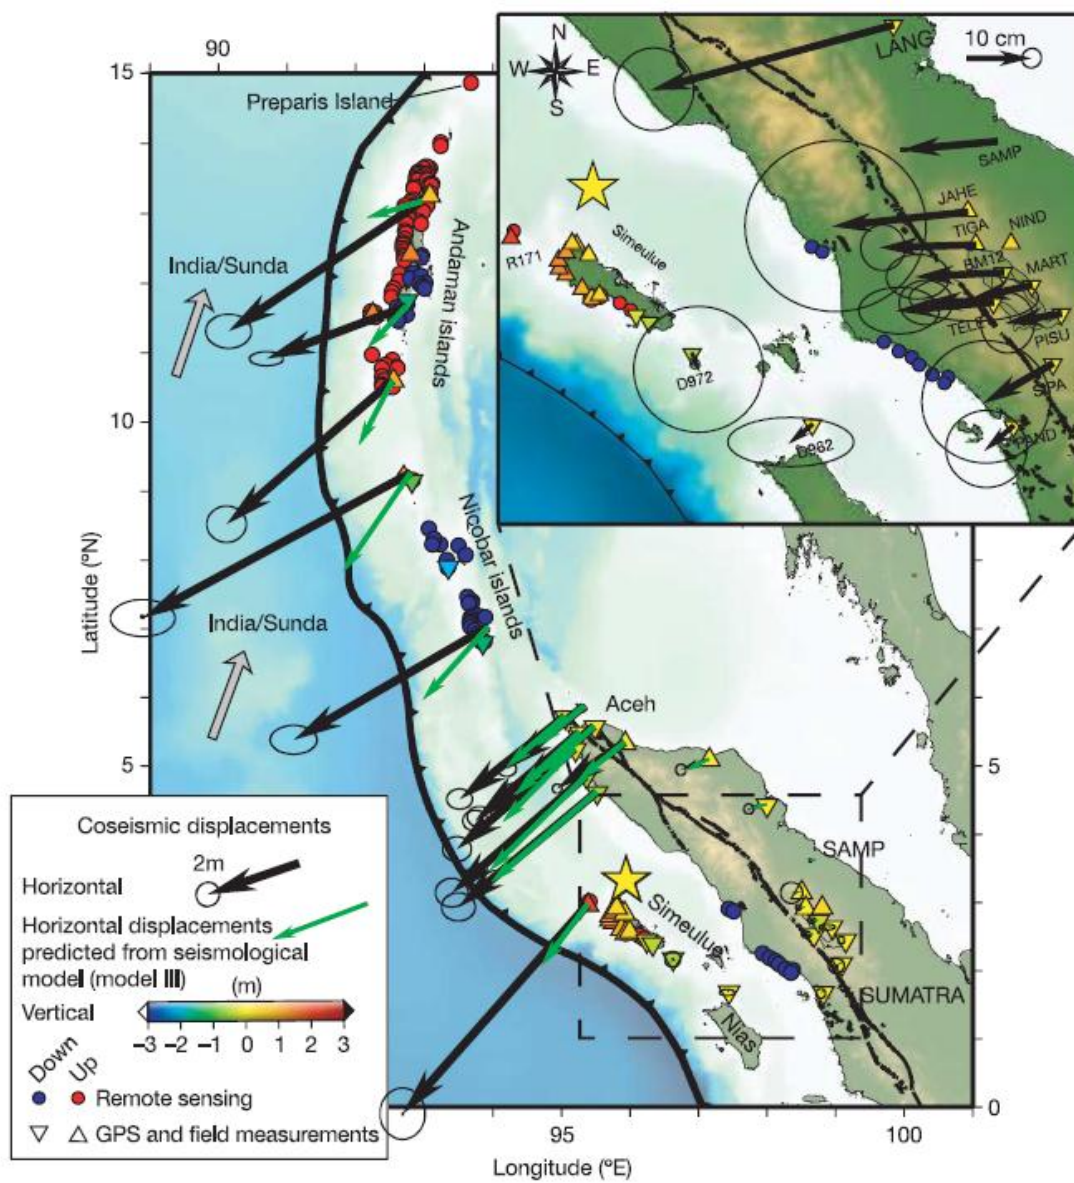 90
15
10
5
Latitude (ºN)
Preparis Island
India/Sunda
Andaman islands
Nicobar islands
India/Sunda
Aceh
Simeulue
SAMP
SUMATRA
Nias
5
0
95
100
Longitude (ºE)
N
W E
S
LANG
10 cm
SAMP
JAHE
TIGA
NIND
BM12
MART
TELE
PISU
SIPA
PAND
R171
Simeulue
D972
D962
Coseismic displacements
2m
Horizontal
Horizontal displacements
predicted from seismological
model (model III)
(m)
Vertical
−3 −2 −1 0 1 2 3
Down
Up
Remote sensing
GPS and field measurements